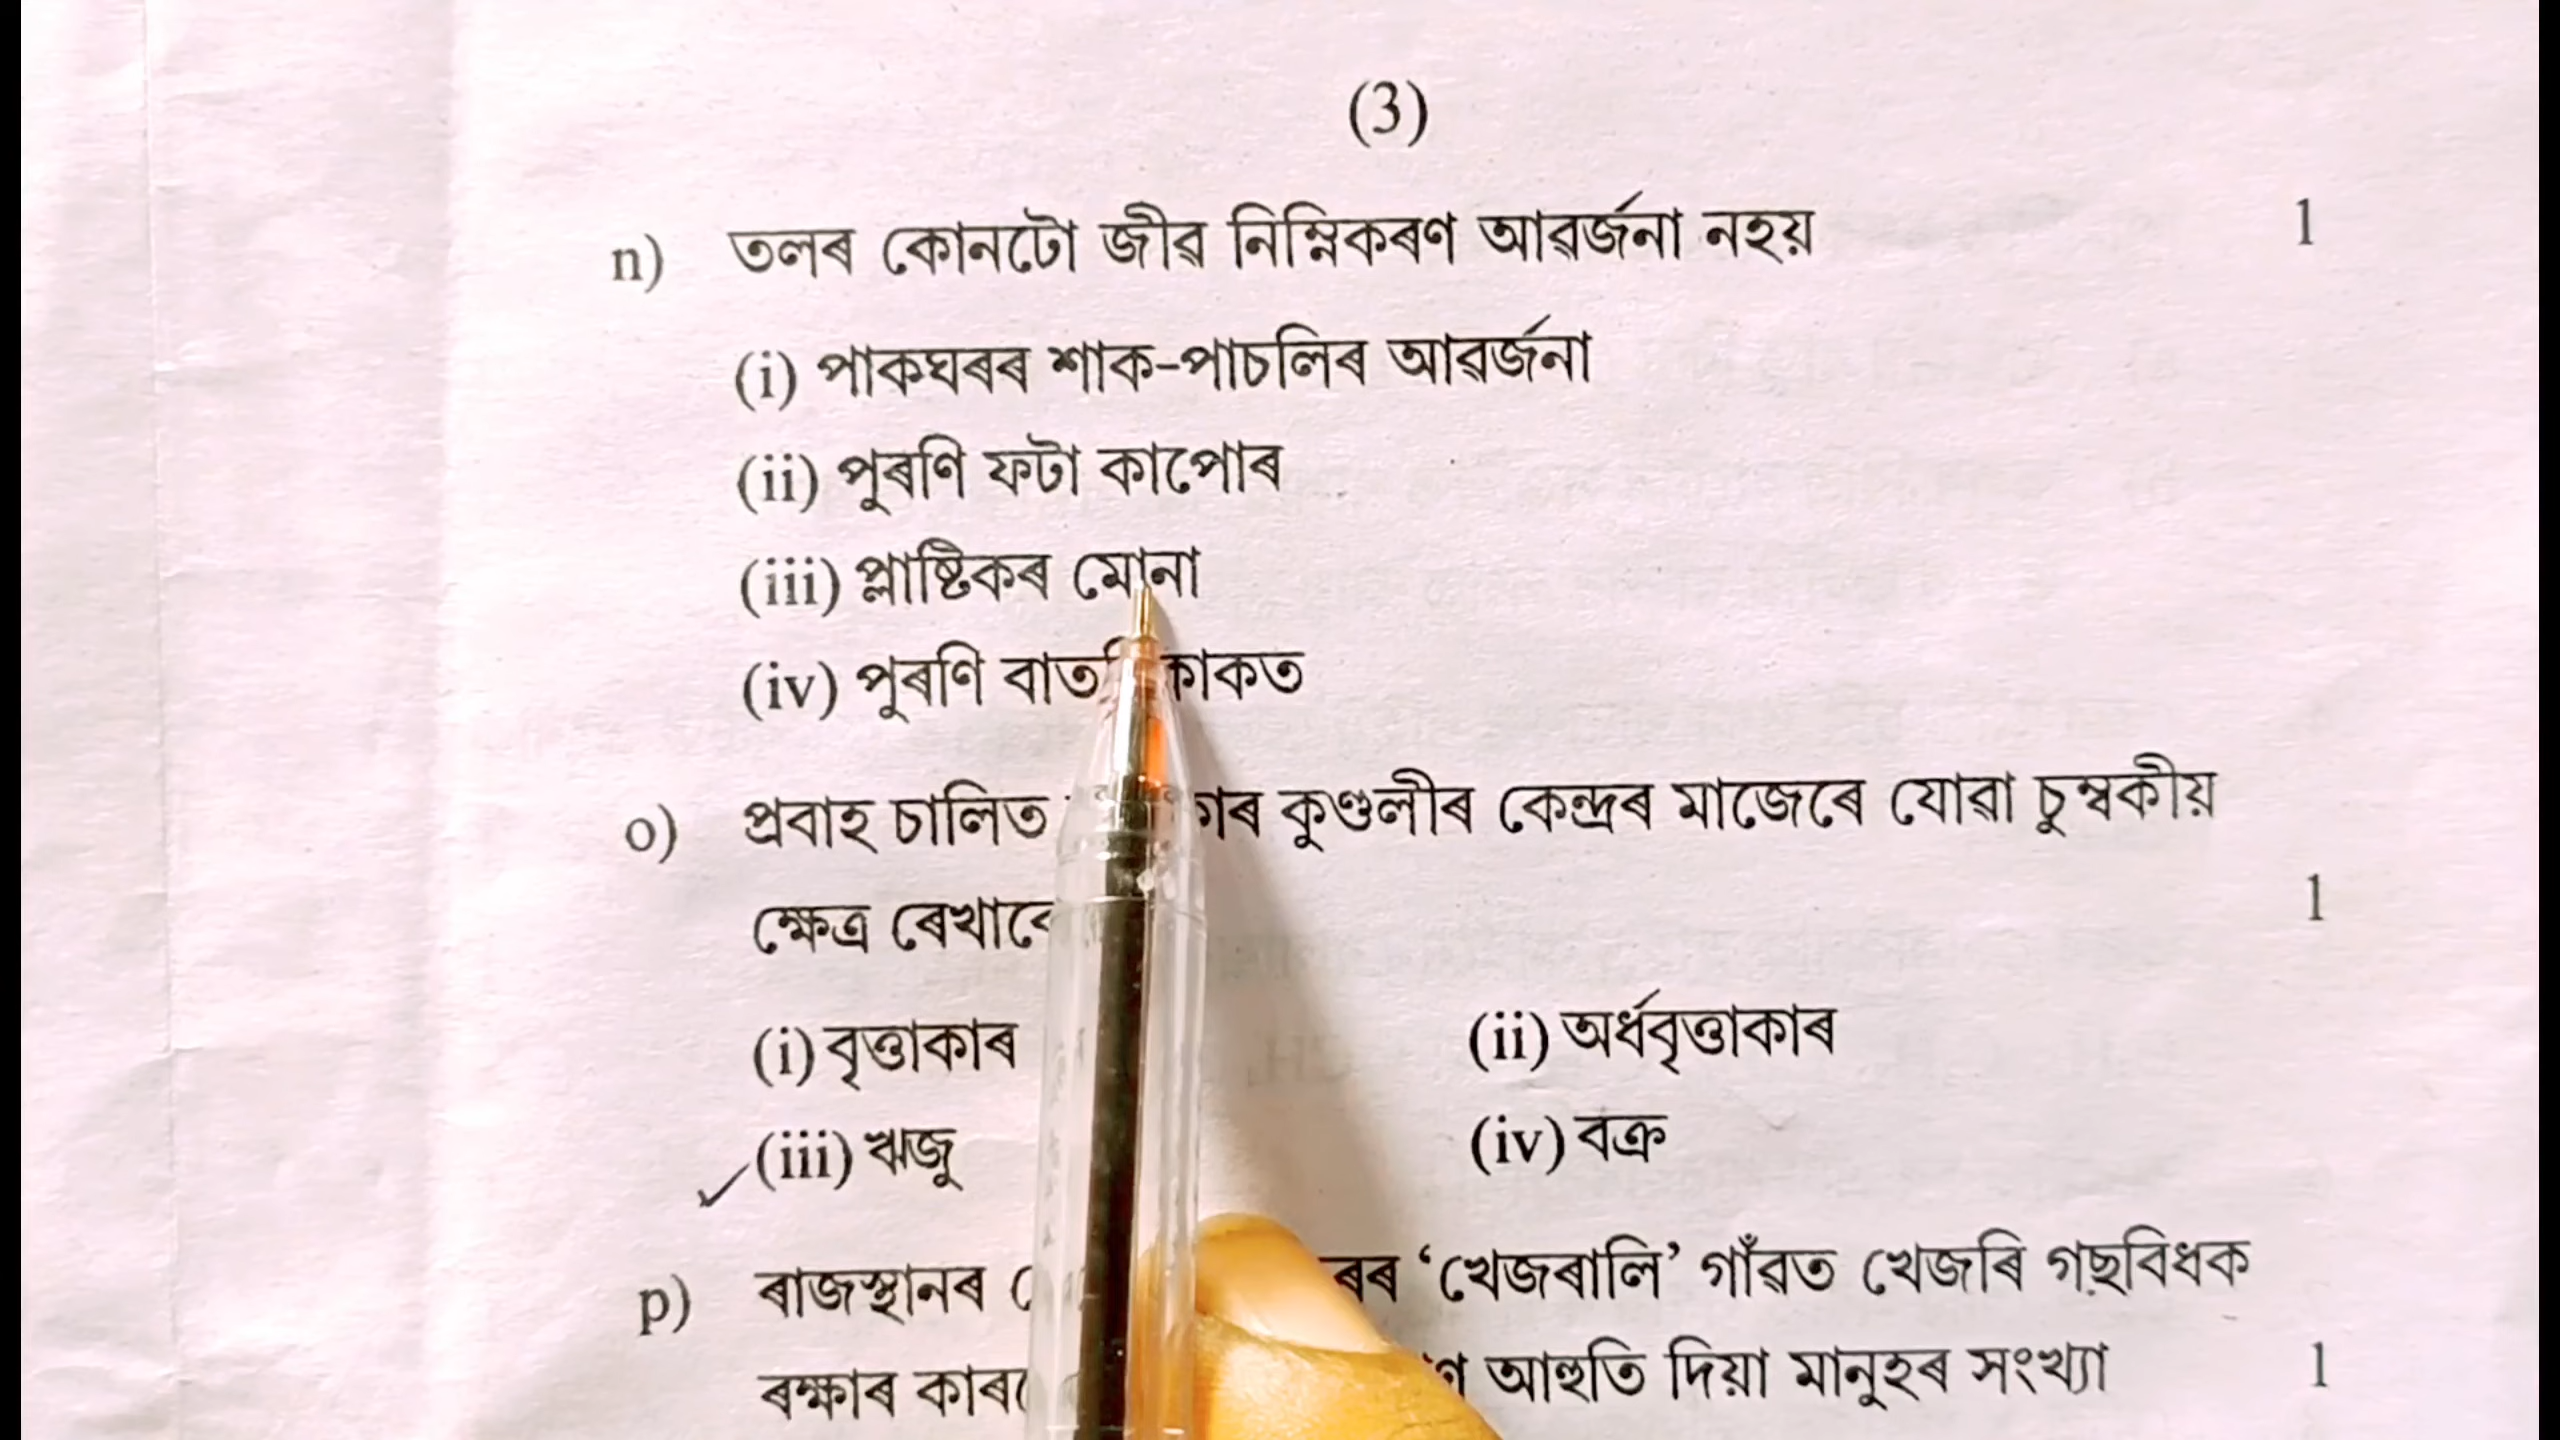 (3)
n) তলৰ কোনটো জীৱ নিম্নিকৰণ আৱৰ্জনা নহয় 1
(i) পাকঘৰৰ শাক-পাচলিৰ আৱৰ্জনা
(ii) পুৰণি ফটা কাপোৰ
(iii) প্লাষ্টিকৰ মোনা
(iv) পুৰণি কাকত
o) প্ৰবাহ চালিত কুণ্ডলীৰ কেন্দ্ৰৰ মাজেৰে যোৱা চুম্বকীয়
ক্ষেত্ৰ 1
(i) বৃত্তাকাৰ (ii) অৰ্ধবৃত্তাকাৰ
(iii) ঋজু (iv) বক্ৰ
p) ৰাজস্থানৰ ‘খেজৰালি’ গাঁৱত খেজৰি গছবিধক
ৰক্ষাৰ আহুতি দিয়া মানুহৰ সংখ্যা 1